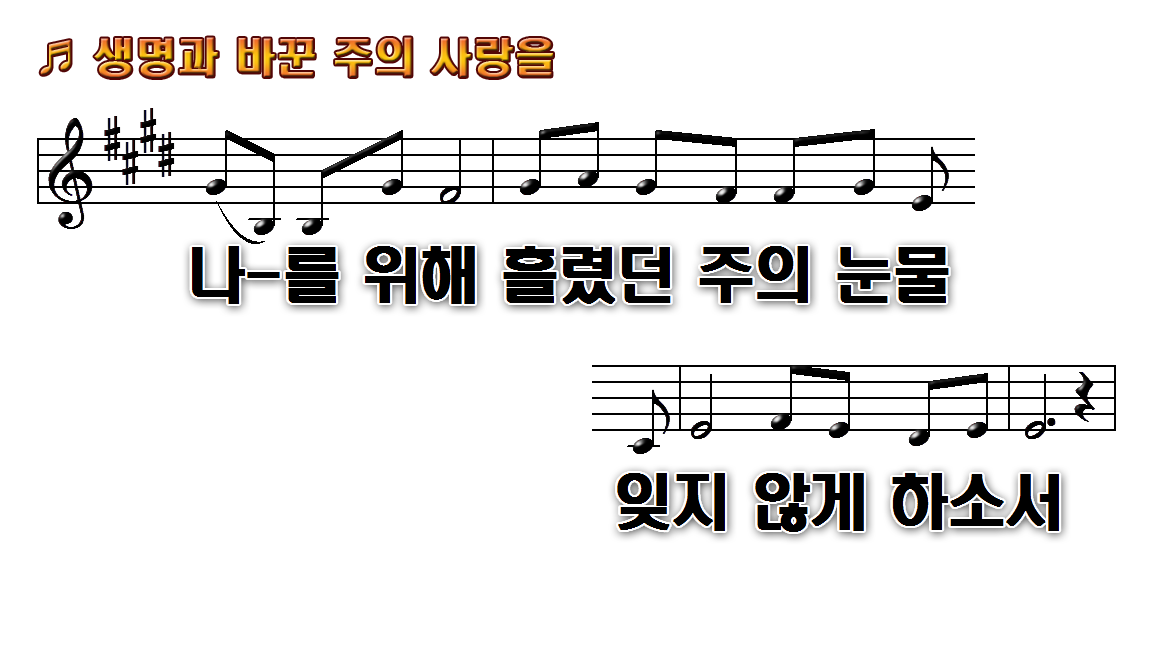 ♬ 생명과 바꾼 주의 사랑을
나-를 위해 흘렸던 주의 눈물
잊지 않게 하소서